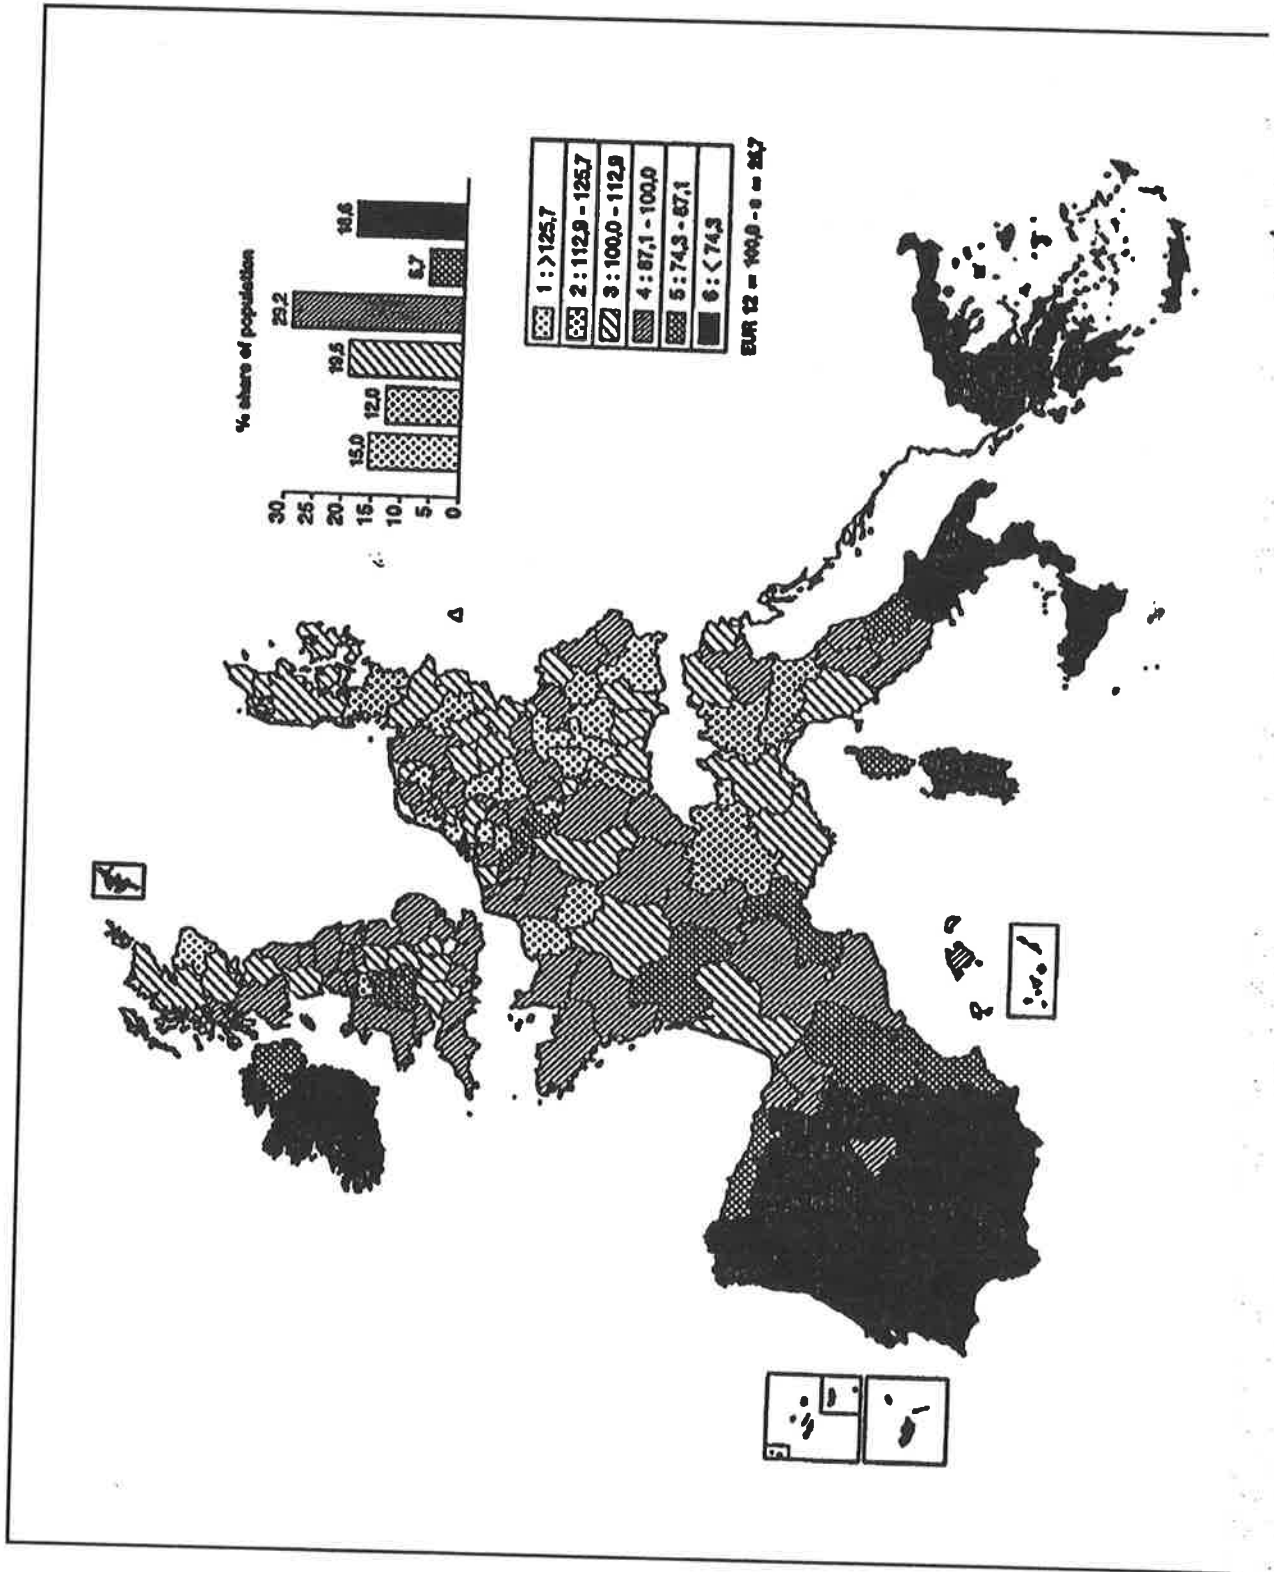 % share of population
30
25
20
15
10
5
0
15,0
12,0
19,5
29,2
5,7
18,6
1 : >125,7
2 : 112,9 - 125,7
3 : 100,0 - 112,9
4 : 87,1 - 100,0
5 : 74,3 - 87,1
6 : < 74,3
EUR 12 = 100,0 - s = 25,7